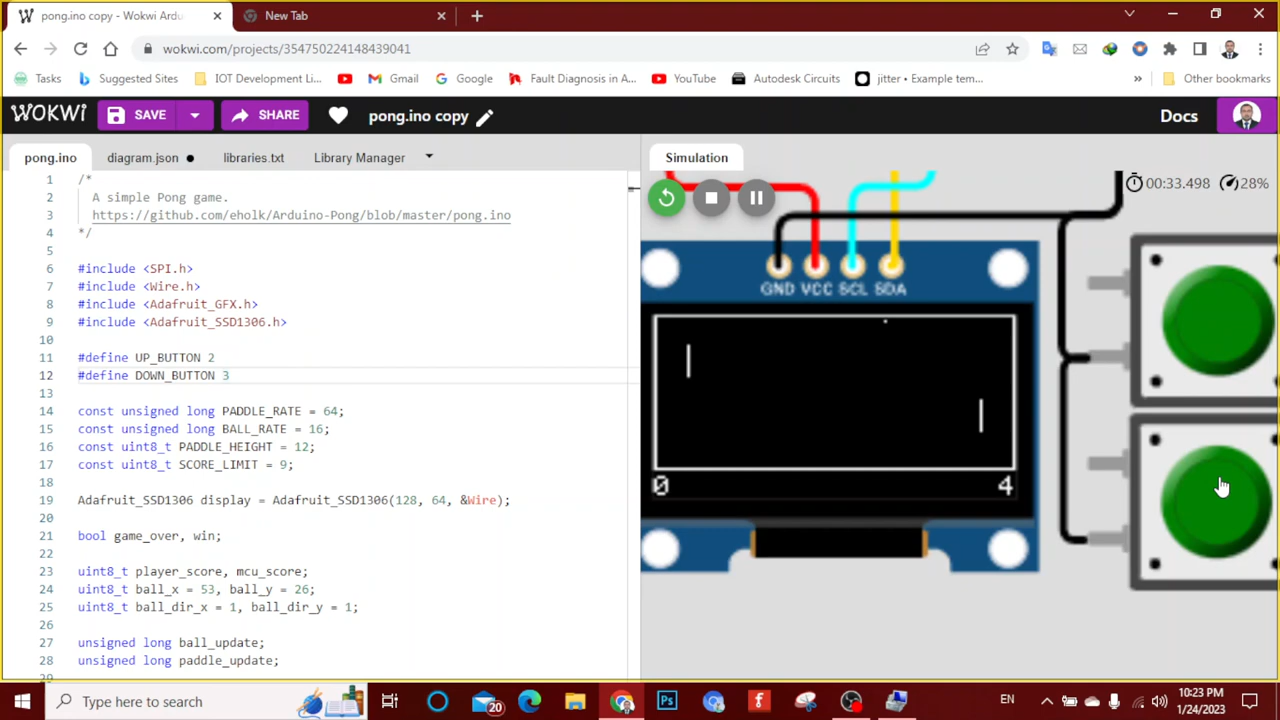 pong.ino copy - Wokwi Ardu
New Tab
wokwi.com/projects/354750224148439041
Tasks
Suggested Sites
IOT Development Li...
Gmail
Google
Fault Diagnosis in A...
YouTube
Autodesk Circuits
jitter • Example tem...
»
Other bookmarks
WOKWI
SAVE
SHARE
pong.ino copy
Docs
pong.ino
diagram.json
libraries.txt
Library Manager
Simulation
1 /*
2 A simple Pong game.
3 https://github.com/eholk/Arduino-Pong/blob/master/pong.ino
4 */
5
6 #include <SPI.h>
7 #include <Wire.h>
8 #include <Adafruit_GFX.h>
9 #include <Adafruit_SSD1306.h>
10
11 #define UP_BUTTON 2
12 #define DOWN_BUTTON 3
13
14 const unsigned long PADDLE_RATE = 64;
15 const unsigned long BALL_RATE = 16;
16 const uint8_t PADDLE_HEIGHT = 12;
17 const uint8_t SCORE_LIMIT = 9;
18
19 Adafruit_SSD1306 display = Adafruit_SSD1306(128, 64, &Wire);
20
21 bool game_over, win;
22
23 uint8_t player_score, mcu_score;
24 uint8_t ball_x = 53, ball_y = 26;
25 uint8_t ball_dir_x = 1, ball_dir_y = 1;
26
27 unsigned long ball_update;
28 unsigned long paddle_update;
29
00:33.498
28%
GND VCC SCL SDA
0 4
Type here to search
20
Ps
f
EN
10:23 PM
1/24/2023